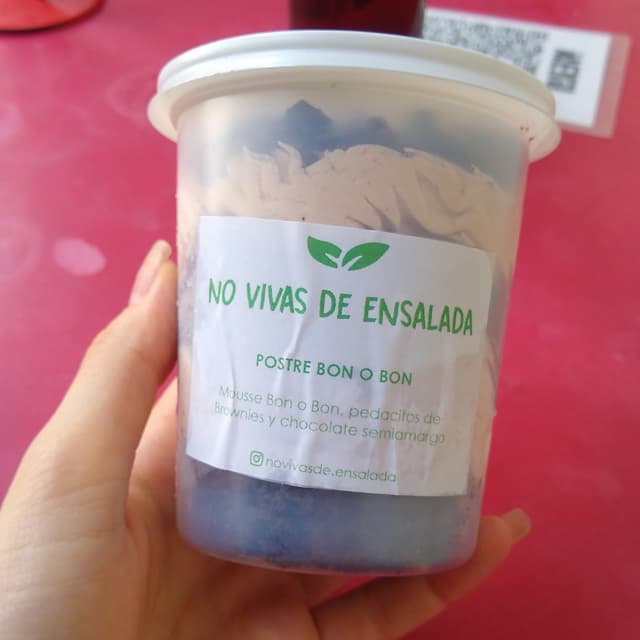 NO VIVAS DE ENSALADA
POSTRE BON O BON
Mousse Bon o Bon, pedacitos de
Brownies y chocolate semiamargo
novivasde.ensalada